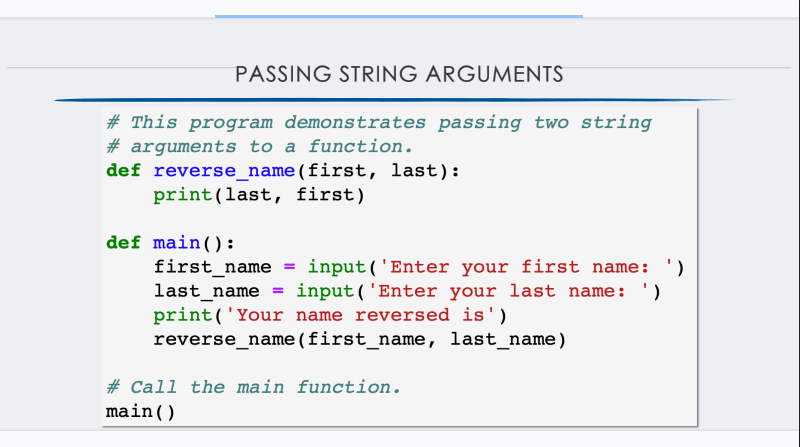 PASSING STRING ARGUMENTS
# This program demonstrates passing two string
# arguments to a function.
def reverse_name(first, last):
    print(last, first)
def main():
    first_name = input('Enter your first name: ')
    last_name = input('Enter your last name: ')
    print('Your name reversed is')
    reverse_name(first_name, last_name)
# Call the main function.
main()